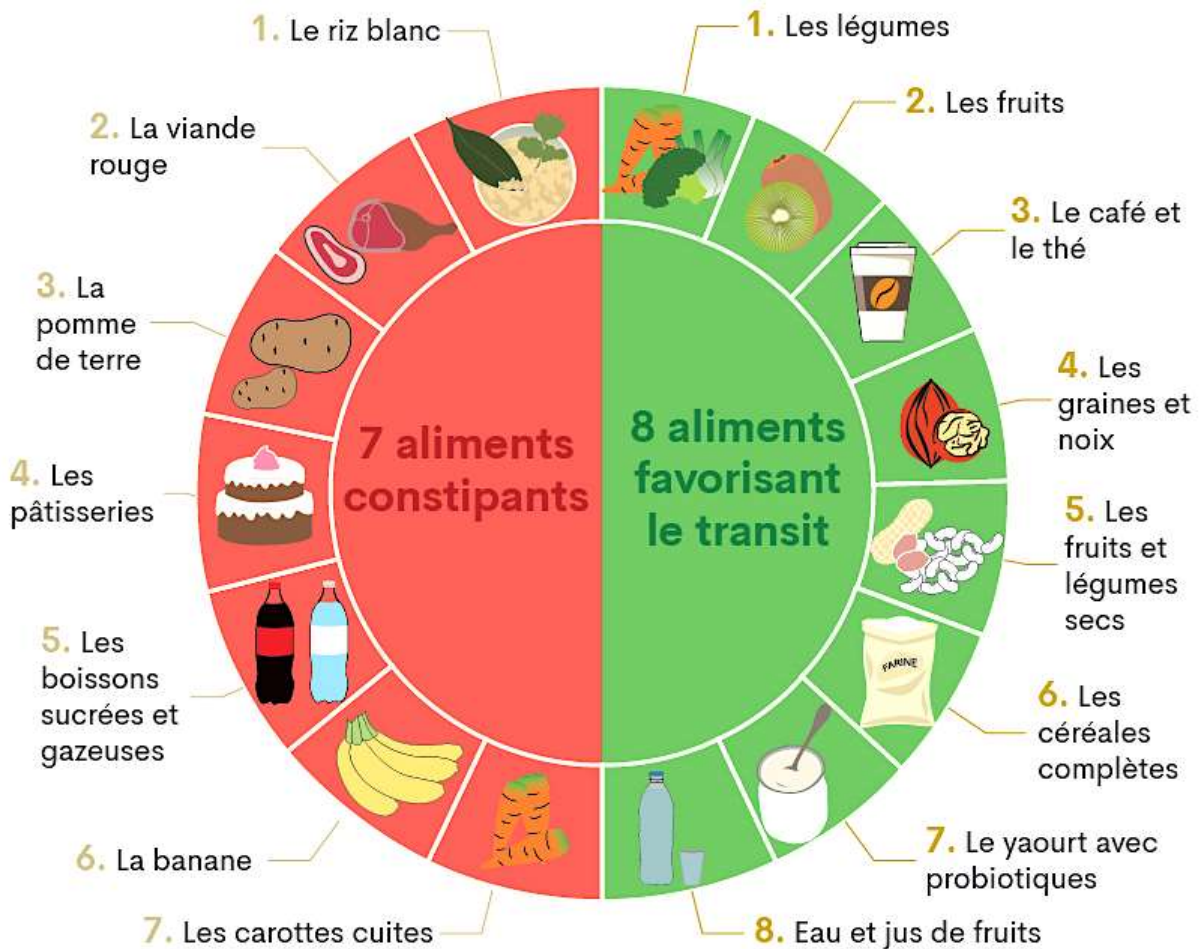 1. Le riz blanc
2. La viande
rouge
3. La
pomme
de terre
4. Les
pâtisseries
5. Les
boissons
sucrées et
gazeuses
6. La banane
7. Les carottes cuites
7 aliments
constipants
8 aliments
favorisant
le transit
1. Les légumes
2. Les fruits
3. Le café et
le thé
4. Les
graines et
noix
5. Les
fruits et
légumes
secs
FARINE
6. Les
céréales
complètes
7. Le yaourt avec
probiotiques
8. Eau et jus de fruits